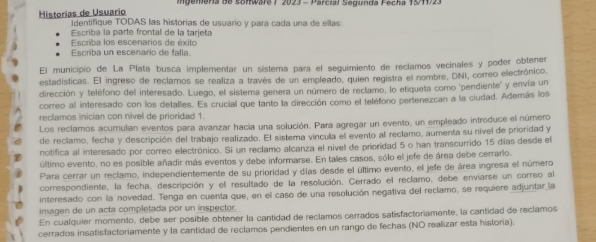 Ingeniería de software I 2023 – Parcial Segunda Fecha 15/11/23
Historias de Usuario
Identifique TODAS las historias de usuario y para cada una de ellas:
• Escriba la parte frontal de la tarjeta
• Escriba los escenarios de éxito
• Escriba un escenario de falla.
El municipio de La Plata busca implementar un sistema para el seguimiento de reclamos vecinales y poder obtener
estadísticas. El ingreso de reclamos se realiza a través de un empleado, quien registra el nombre, DNI, correo electrónico,
dirección y teléfono del interesado. Luego, el sistema genera un número de reclamo, lo etiqueta como 'pendiente' y envía un
correo al interesado con los detalles. Es crucial que tanto la dirección como el teléfono pertenezcan a la ciudad. Además los
reclamos inician con nivel de prioridad 1.
Los reclamos acumulan eventos para avanzar hacia una solución. Para agregar un evento, un empleado introduce el número
de reclamo, fecha y descripción del trabajo realizado. El sistema vincula el evento al reclamo, aumenta su nivel de prioridad y
notifica al interesado por correo electrónico. Si un reclamo alcanza el nivel de prioridad 5 o han transcurrido 15 días desde el
último evento, no es posible añadir más eventos y debe informarse. En tales casos, sólo el jefe de área debe cerrarlo.
Para cerrar un reclamo, independientemente de su prioridad y días desde el último evento, el jefe de área ingresa el número
correspondiente, la fecha, descripción y el resultado de la resolución. Cerrado el reclamo, debe enviarse un correo al
interesado con la novedad. Tenga en cuenta que, en el caso de una resolución negativa del reclamo, se requiere adjuntar la
imagen de un acta completada por un inspector.
En cualquier momento, debe ser posible obtener la cantidad de reclamos cerrados satisfactoriamente, la cantidad de reclamos
cerrados insatisfactoriamente y la cantidad de reclamos pendientes en un rango de fechas (NO realizar esta historia).